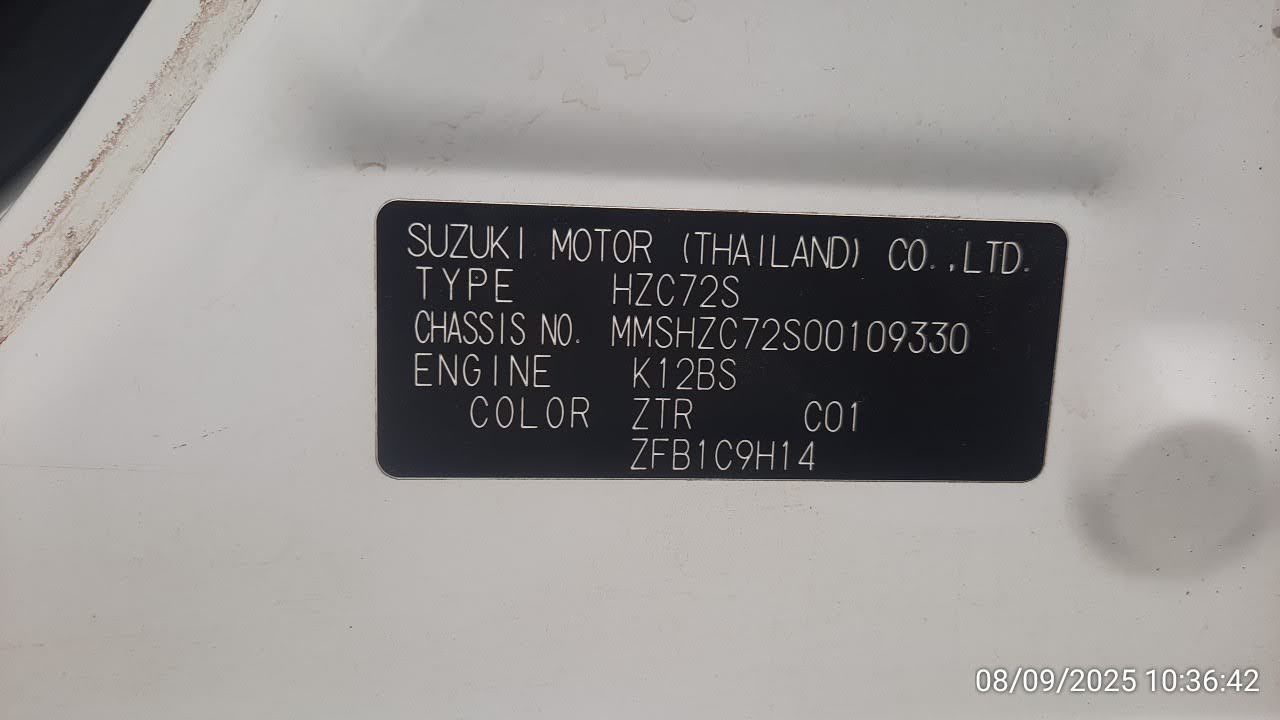 SUZUKI MOTOR (THAILAND) CO.,LTD.
TYPE HZC72S
CHASSIS NO. MMSHZC72S00109330
ENGINE K12BS
COLOR ZTR C01
ZFB1C9H14
08/09/2025 10:36:42